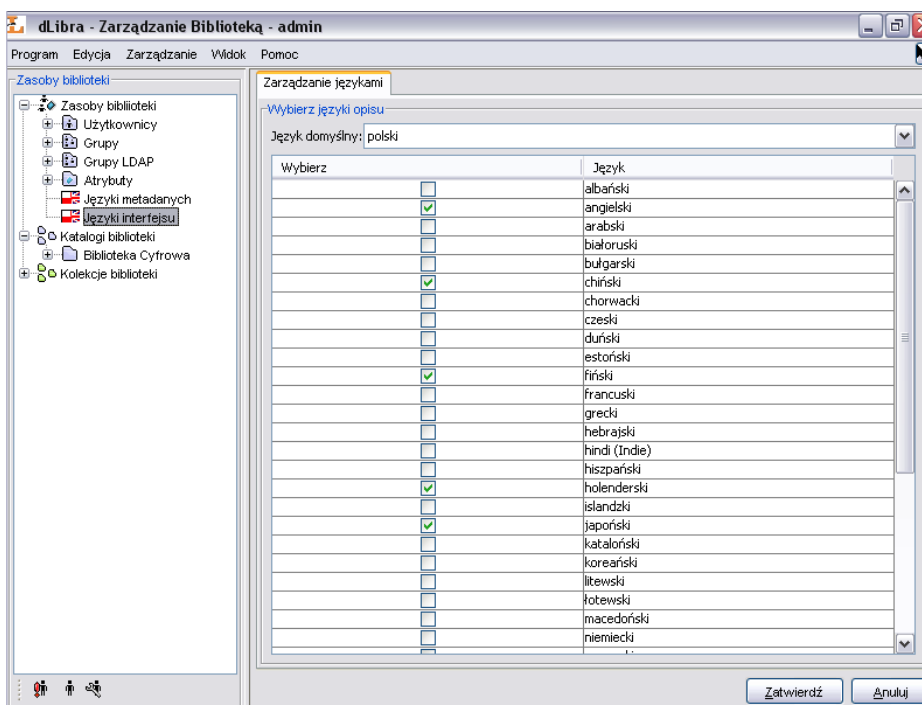 dLibra - Zarządzanie Biblioteką - admin
Program Edycja Zarządzanie Widok Pomoc
Zasoby biblioteki
Zasoby biblioteki
Użytkownicy
Grupy
Grupy LDAP
Atrybuty
Języki metadanych
Języki interfejsu
Katalogi biblioteki
Biblioteka Cyfrowa
Kolekcje biblioteki
Zarządzanie językami
Wybierz języki opisu
Język domyślny: polski
Wybierz Język
albański
angielski
arabski
białoruski
bułgarski
chiński
chorwacki
czeski
duński
estoński
fiński
francuski
grecki
hebrajski
hindi (Indie)
hiszpański
holenderski
islandzki
japoński
kataloński
koreański
litewski
łotewski
macedoński
niemiecki
Zatwierdź Anuluj